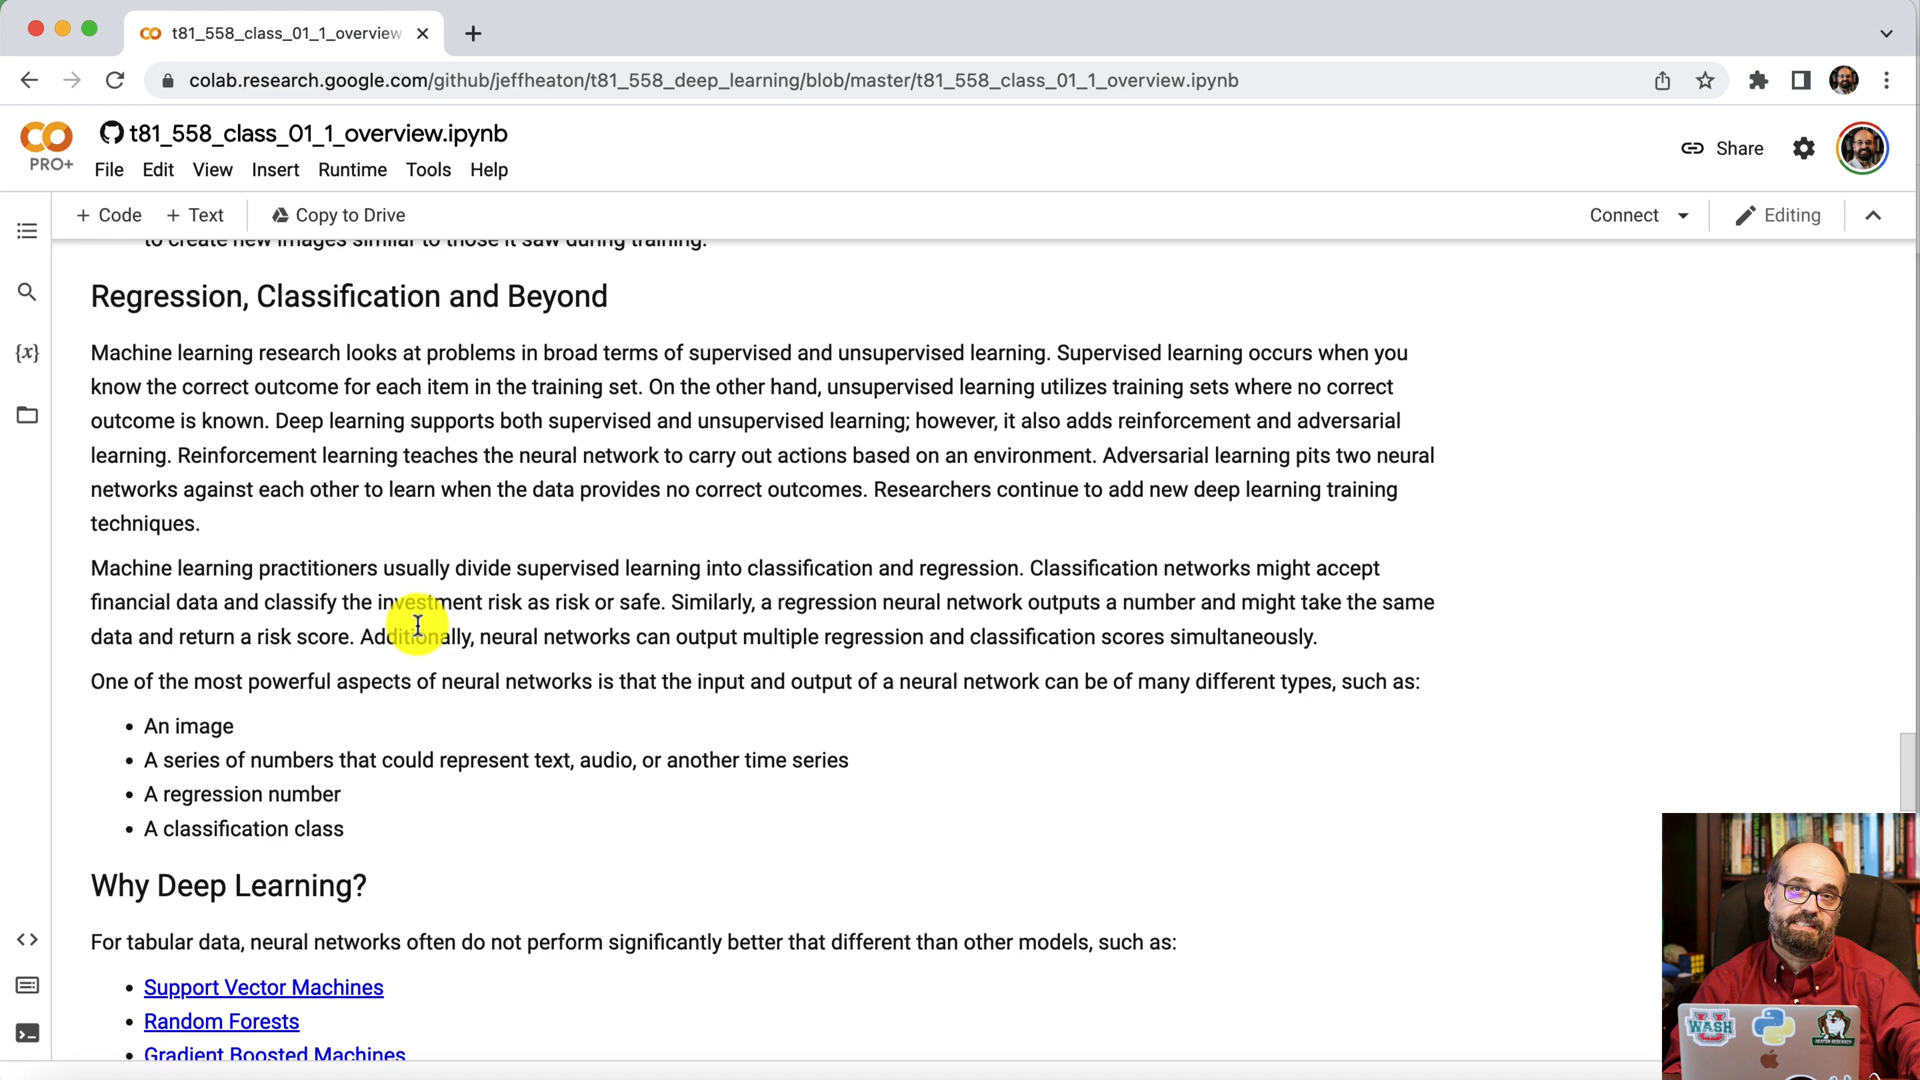 t81_558_class_01_1_overview
colab.research.google.com/github/jeffheaton/t81_558_deep_learning/blob/master/t81_558_class_01_1_overview.ipynb
PRO+
t81_558_class_01_1_overview.ipynb
File Edit View Insert Runtime Tools Help
Share
+ Code + Text Copy to Drive
Connect Editing
to create new images similar to those it saw during training.
Regression, Classification and Beyond
Machine learning research looks at problems in broad terms of supervised and unsupervised learning. Supervised learning occurs when you
know the correct outcome for each item in the training set. On the other hand, unsupervised learning utilizes training sets where no correct
outcome is known. Deep learning supports both supervised and unsupervised learning; however, it also adds reinforcement and adversarial
learning. Reinforcement learning teaches the neural network to carry out actions based on an environment. Adversarial learning pits two neural
networks against each other to learn when the data provides no correct outcomes. Researchers continue to add new deep learning training
techniques.
Machine learning practitioners usually divide supervised learning into classification and regression. Classification networks might accept
financial data and classify the investment risk as risk or safe. Similarly, a regression neural network outputs a number and might take the same
data and return a risk score. Additionally, neural networks can output multiple regression and classification scores simultaneously.
One of the most powerful aspects of neural networks is that the input and output of a neural network can be of many different types, such as:
• An image
• A series of numbers that could represent text, audio, or another time series
• A regression number
• A classification class
Why Deep Learning?
For tabular data, neural networks often do not perform significantly better that different than other models, such as:
• Support Vector Machines
• Random Forests
• Gradient Boosted Machines
{x}
WASH
HEATON RESEARCH